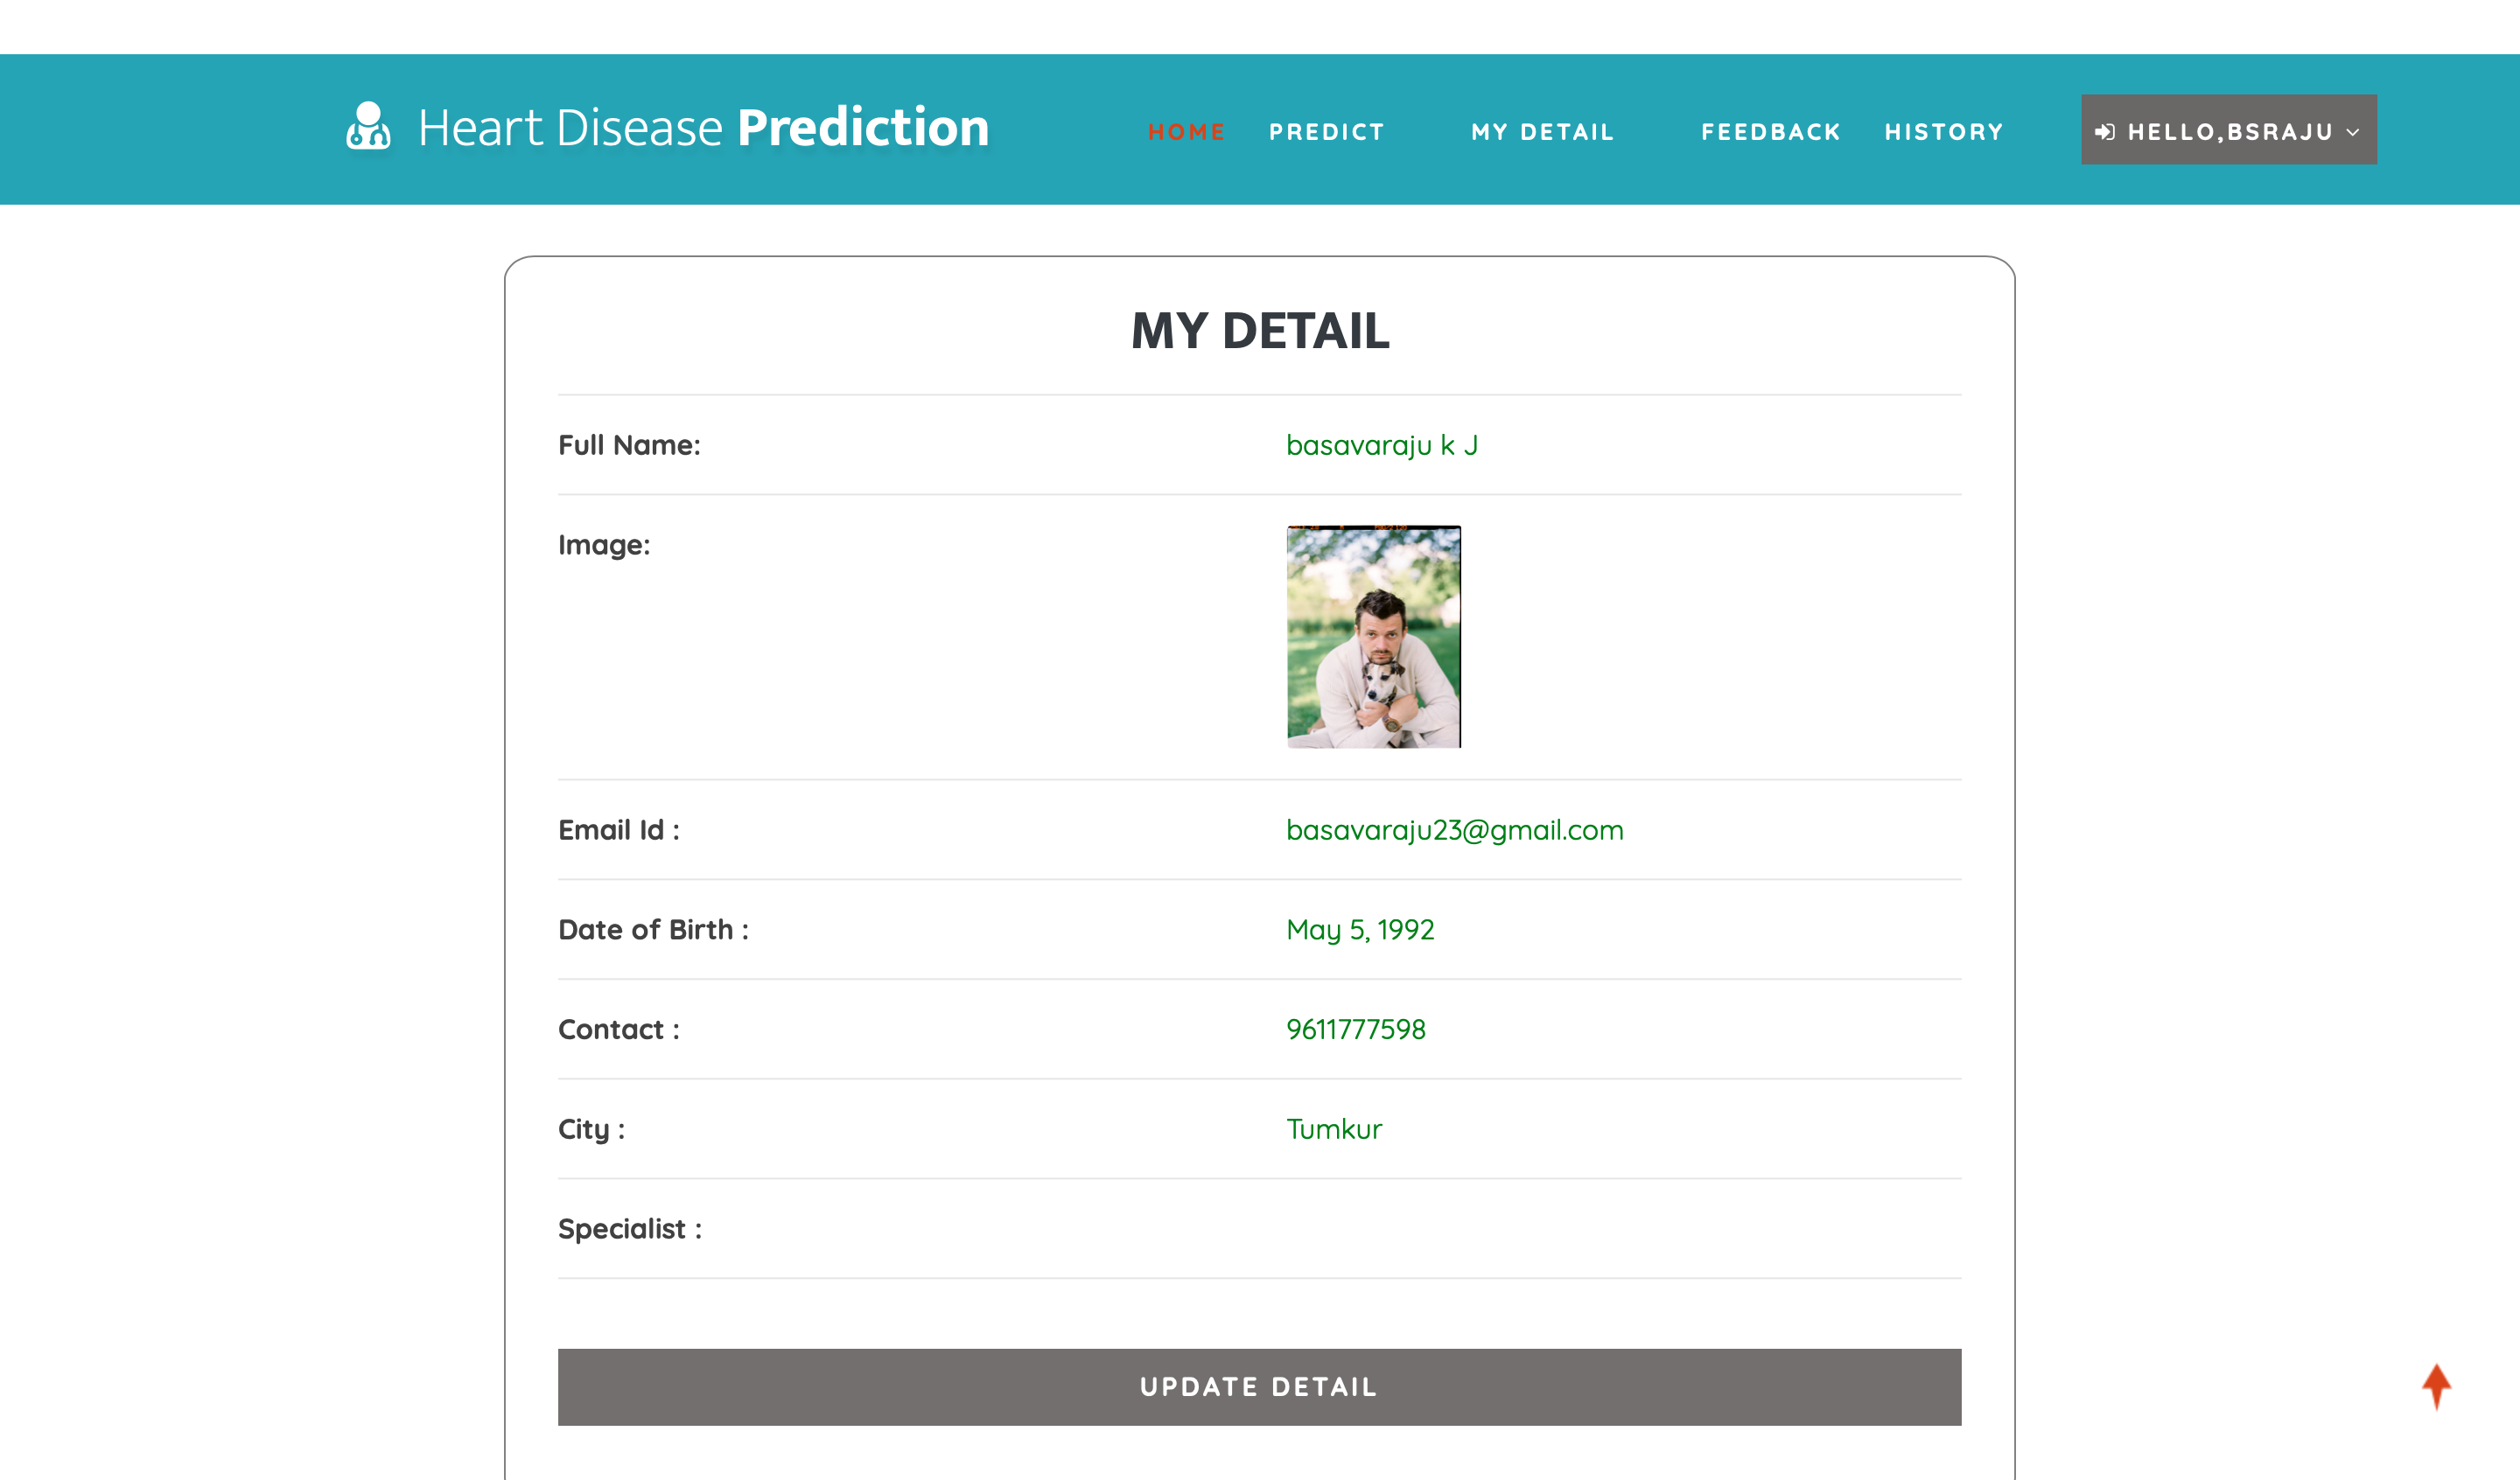 Heart Disease Prediction
HOME PREDICT MY DETAIL FEEDBACK HISTORY HELLO,BSRAJU
MY DETAIL
Full Name: basavaraju k J
Image:
Email Id : basavaraju23@gmail.com
Date of Birth : May 5, 1992
Contact : 9611777598
City : Tumkur
Specialist :
UPDATE DETAIL